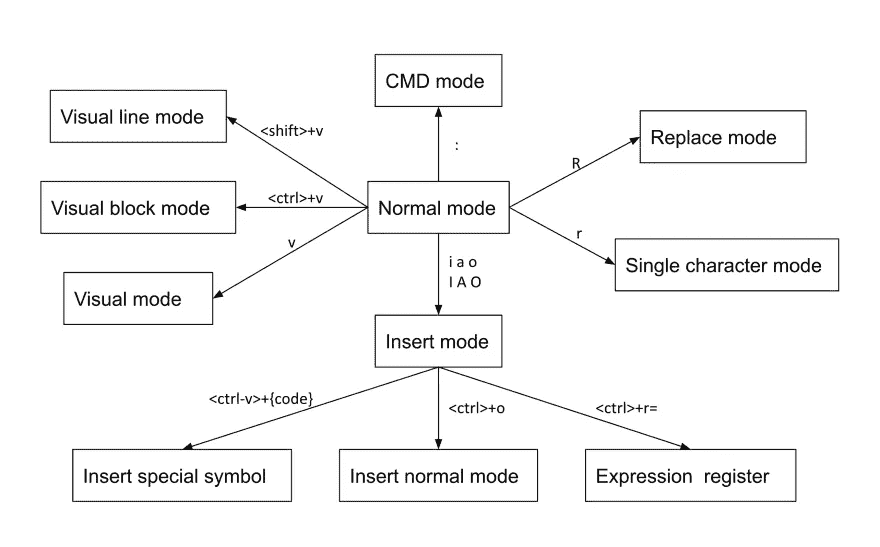 CMD mode
Visual line mode
<shift>+v
:
R
Replace mode
Visual block mode
<ctrl>+v
Normal mode
v
r
Single character mode
Visual mode
i a o
I A O
Insert mode
<ctrl-v>+{code}
<ctrl>+o
<ctrl>+r=
Insert special symbol
Insert normal mode
Expression  register